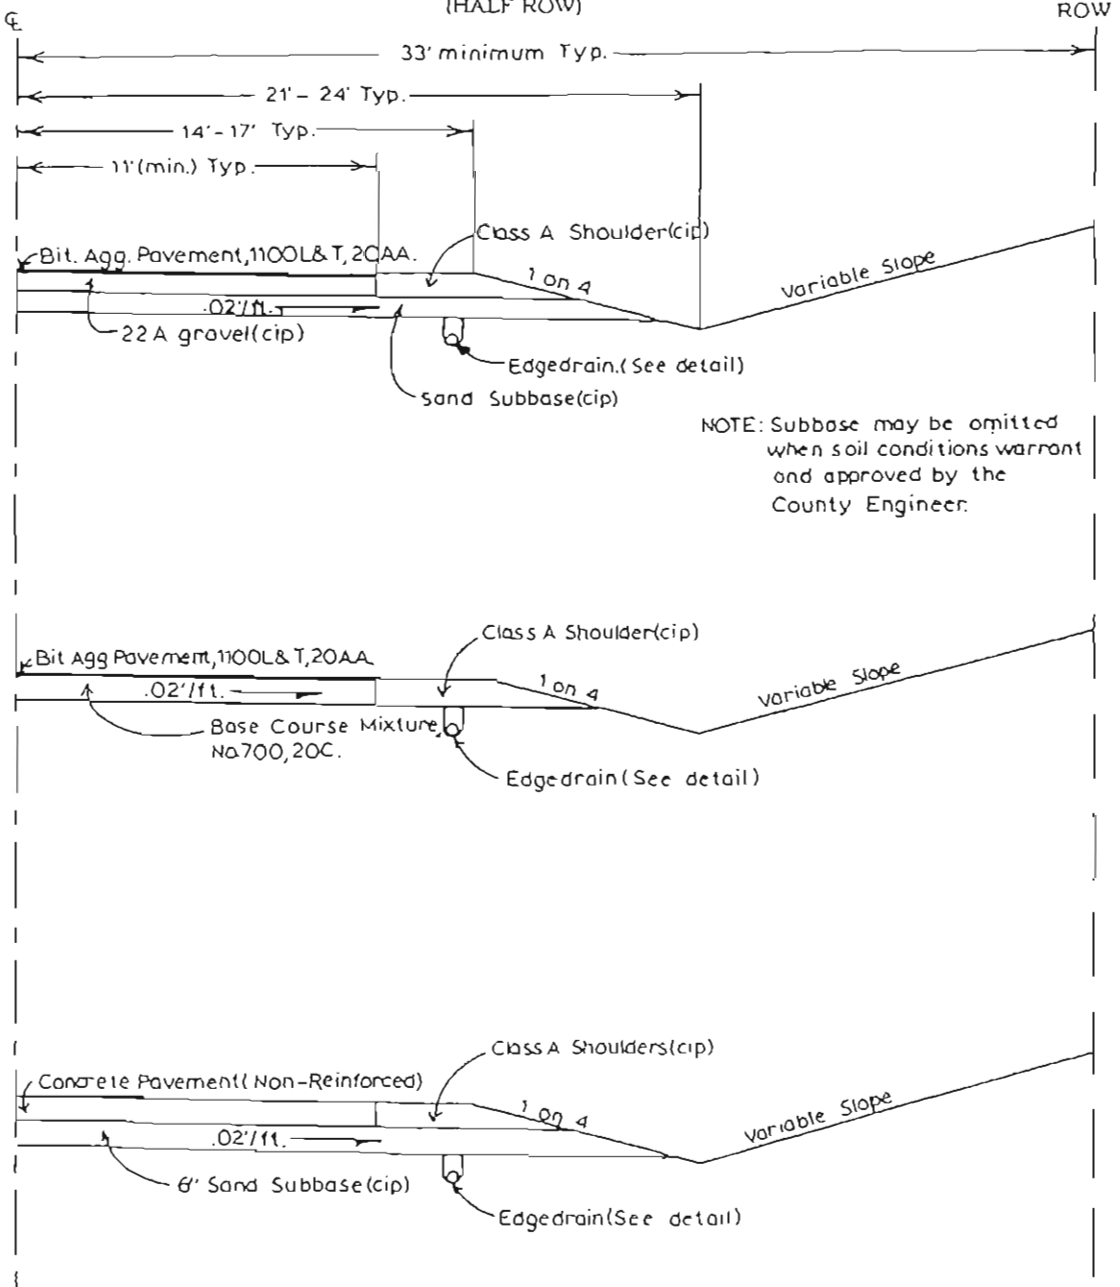 (HALF ROW)
℄
ROW
33' minimum Typ.
21' - 24' Typ.
14' - 17' Typ.
11' (min.) Typ.
Class A Shoulder (cip)
Bit. Agg. Pavement, 1100L & T, 20AA.
1 on 4
Variable Slope
.02'/ft.
22 A gravel (cip)
Edgedrain. (See detail)
Sand Subbase (cip)
NOTE: Subbase may be omitted
when soil conditions warrant
and approved by the
County Engineer.
Class A Shoulder (cip)
Bit Agg Pavement, 1100L & T, 20AA
1 on 4
Variable Slope
.02'/ft.
Base Course Mixture,
No.700, 20C.
Edgedrain (See detail)
Class A Shoulders (cip)
Concrete Pavement (Non-Reinforced)
1 on 4
Variable Slope
.02'/ft.
6" Sand Subbase (cip)
Edgedrain (See detail)